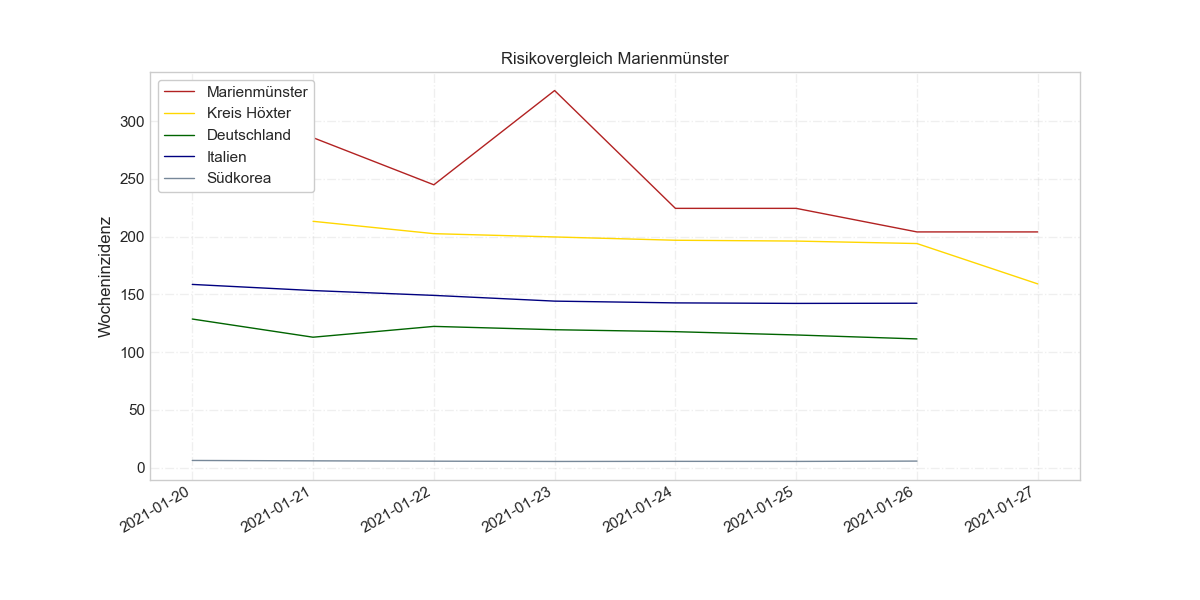 Risikovergleich Marienmünster
Marienmünster
Kreis Höxter
Deutschland
Italien
Südkorea
Wocheninzidenz
300
250
200
150
100
50
0
2021-01-20
2021-01-21
2021-01-22
2021-01-23
2021-01-24
2021-01-25
2021-01-26
2021-01-27